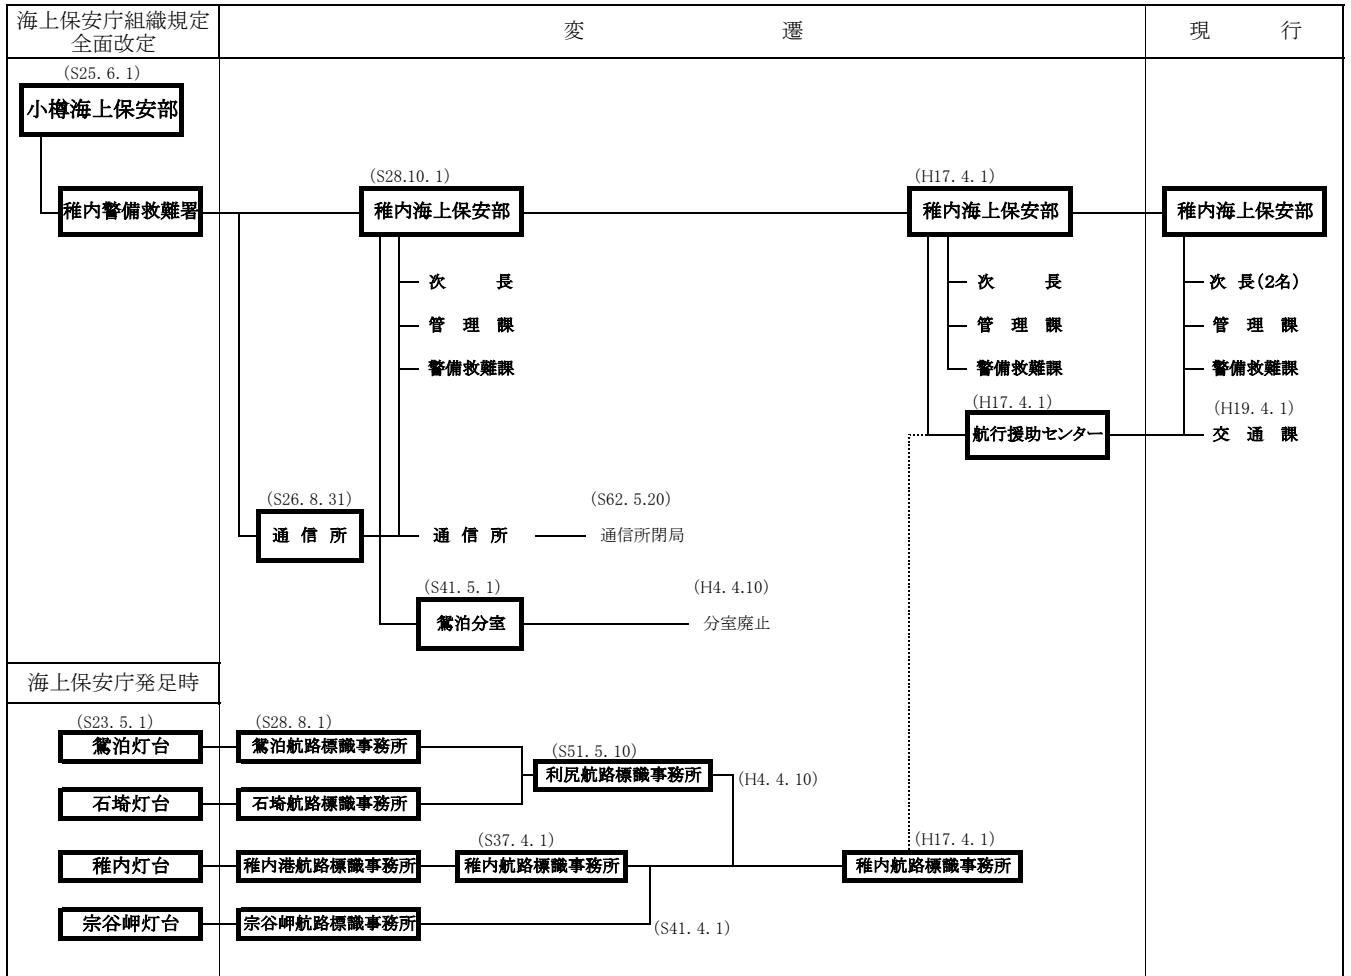 海上保安庁組織規定
全面改定
変 遷
現 行
(S25.6.1)
小樽海上保安部
(S28.10.1)
(H17.4.1)
稚内警備救難署
稚内海上保安部
稚内海上保安部
稚内海上保安部
次 長
次 長
次 長(2名)
管 理 課
管 理 課
管 理 課
警備救難課
警備救難課
警備救難課
(H17.4.1)
(H19.4.1)
航行援助センター
交 通 課
(S26.8.31)
(S62.5.20)
通 信 所
通 信 所
通信所閉局
(S41.5.1)
(H4.4.10)
鴛泊分室
分室廃止
海上保安庁発足時
(S23.5.1)
(S28.8.1)
鴛泊灯台
鴛泊航路標識事務所
(S51.5.10)
利尻航路標識事務所
(H4.4.10)
石埼灯台
石埼航路標識事務所
(S37.4.1)
(H17.4.1)
稚内灯台
稚内港航路標識事務所
稚内航路標識事務所
稚内航路標識事務所
宗谷岬灯台
宗谷岬航路標識事務所
(S41.4.1)